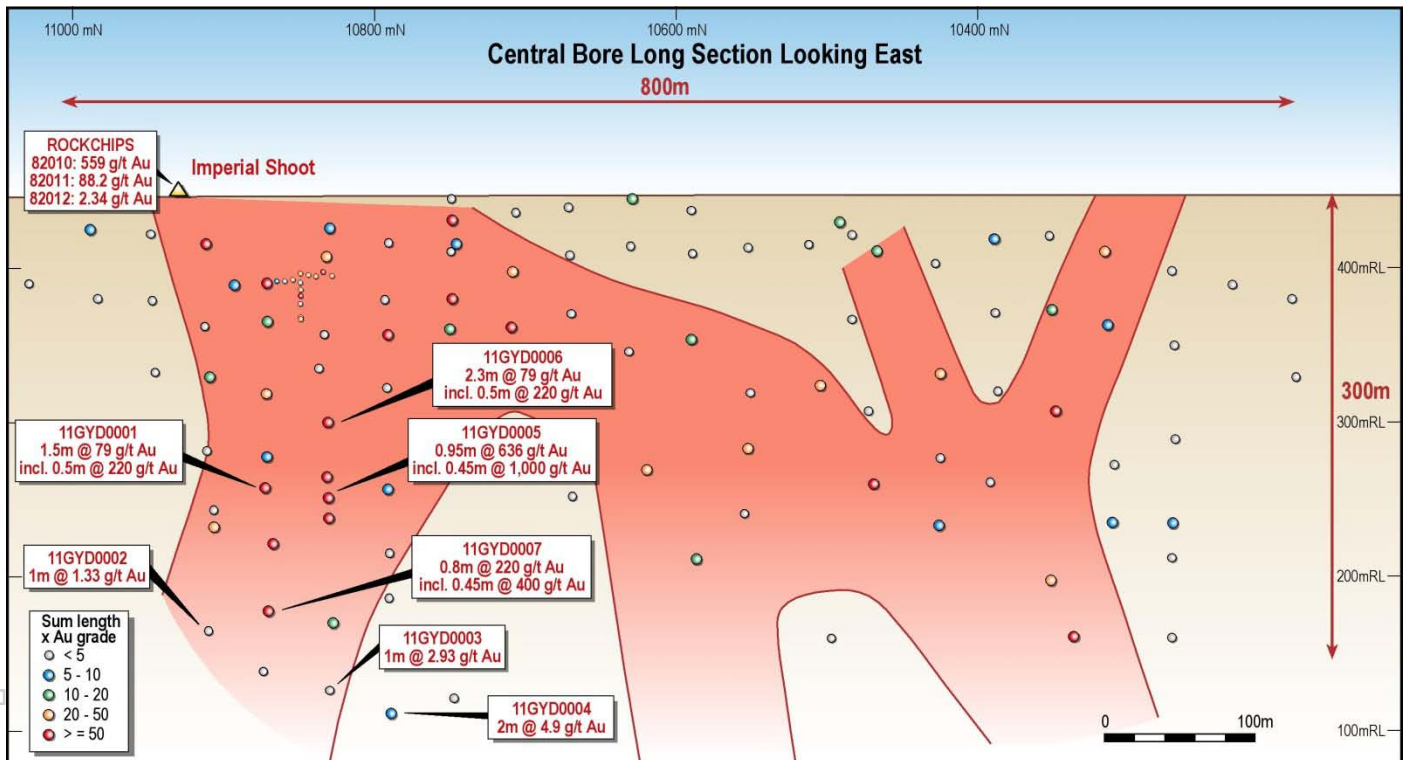 11000 mN
10800 mN
10600 mN
10400 mN
Central Bore Long Section Looking East
800m
ROCKCHIPS
82010: 559 g/t Au
82011: 88.2 g/t Au
82012: 2.34 g/t Au
Imperial Shoot
400mRL
11GYD0006
2.3m @ 79 g/t Au
incl. 0.5m @ 220 g/t Au
300m
300mRL
11GYD0001
1.5m @ 79 g/t Au
incl. 0.5m @ 220 g/t Au
11GYD0005
0.95m @ 636 g/t Au
incl. 0.45m @ 1,000 g/t Au
11GYD0002
1m @ 1.33 g/t Au
11GYD0007
0.8m @ 220 g/t Au
incl. 0.45m @ 400 g/t Au
200mRL
Sum length
x Au grade
< 5
5 - 10
10 - 20
20 - 50
> = 50
11GYD0003
1m @ 2.93 g/t Au
11GYD0004
2m @ 4.9 g/t Au
0 100m
100mRL